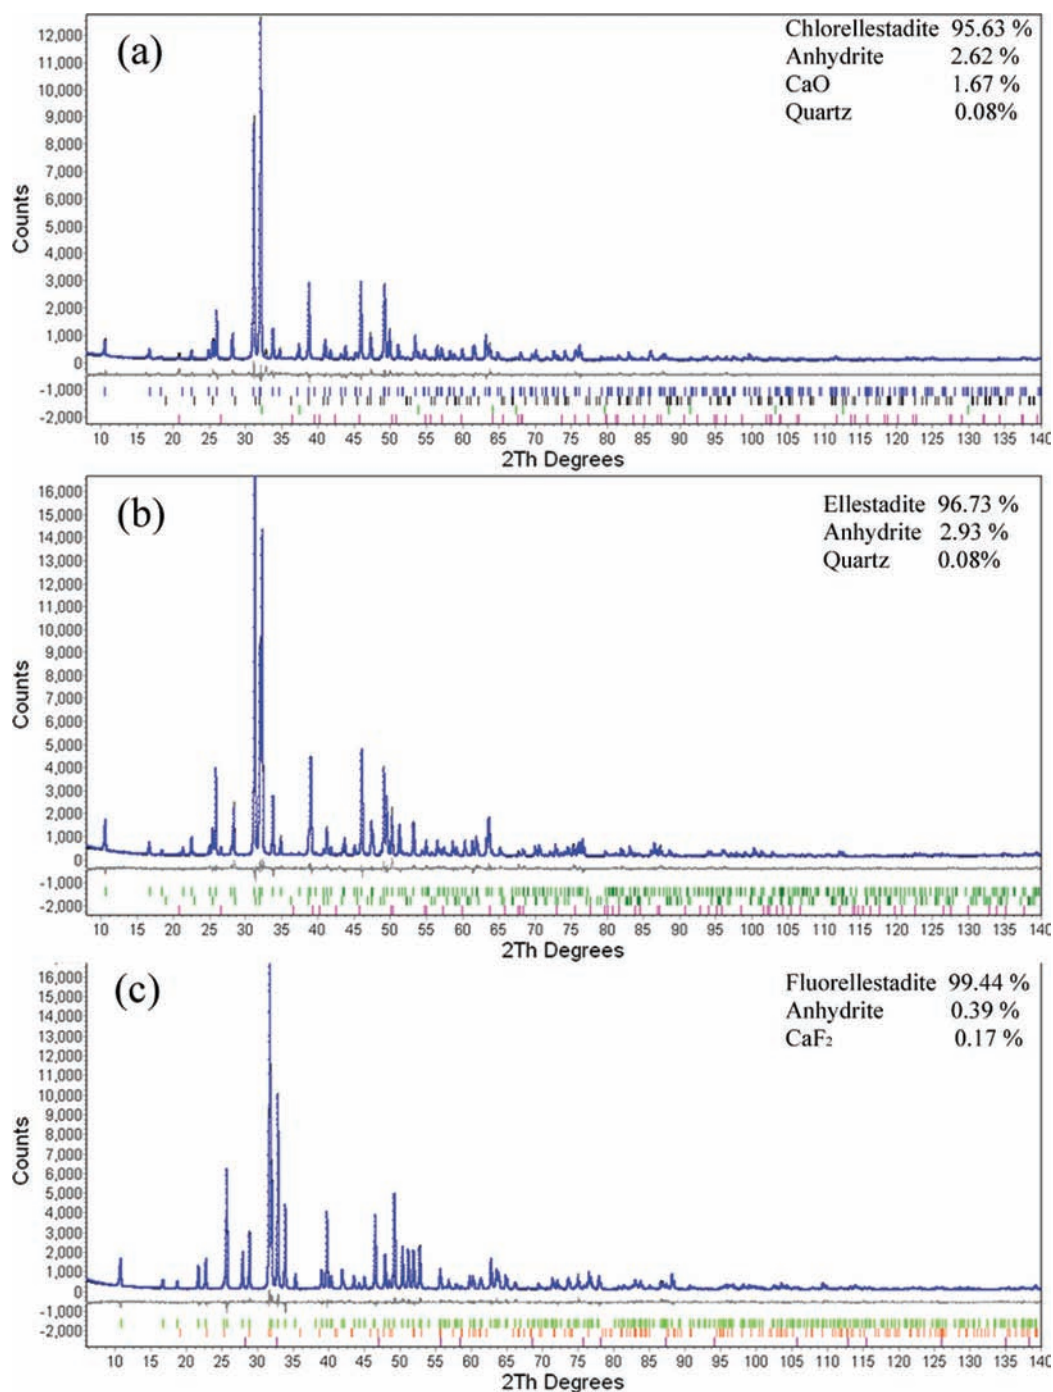 (a)
Chlorellestadite 95.63 %
Anhydrite 2.62 %
CaO 1.67 %
Quartz 0.08%
Counts
12,000
11,000
10,000
9,000
8,000
7,000
6,000
5,000
4,000
3,000
2,000
1,000
0
-1,000
-2,000
10 15 20 25 30 35 40 45 50 55 60 65 70 75 80 85 90 95 100 105 110 115 120 125 130 135 140
2Th Degrees
(b)
Ellestadite 96.73 %
Anhydrite 2.93 %
Quartz 0.08%
Counts
16,000
15,000
14,000
13,000
12,000
11,000
10,000
9,000
8,000
7,000
6,000
5,000
4,000
3,000
2,000
1,000
0
-1,000
-2,000
10 15 20 25 30 35 40 45 50 55 60 65 70 75 80 85 90 95 100 105 110 115 120 125 130 135 140
2Th Degrees
(c)
Fluorellestadite 99.44 %
Anhydrite 0.39 %
CaF₂ 0.17 %
Counts
16,000
15,000
14,000
13,000
12,000
11,000
10,000
9,000
8,000
7,000
6,000
5,000
4,000
3,000
2,000
1,000
0
-1,000
-2,000
10 15 20 25 30 35 40 45 50 55 60 65 70 75 80 85 90 95 100 105 110 115 120 125 130 135 140
2Th Degrees